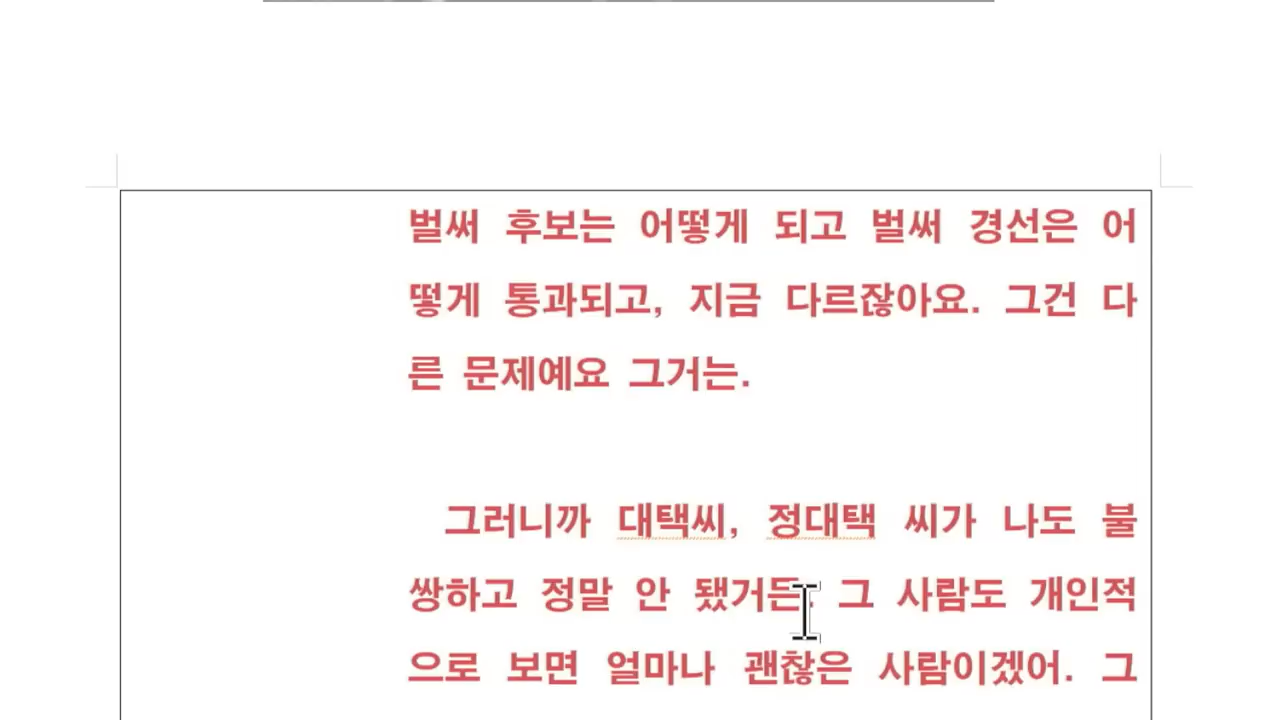 벌써 후보는 어떻게 되고 벌써 경선은 어
떻게 통과되고, 지금 다르잖아요. 그건 다
른 문제예요 그거는.
그러니까 대택씨, 정대택 씨가 나도 불
쌍하고 정말 안 됐거든. 그 사람도 개인적
으로 보면 얼마나 괜찮은 사람이겠어. 그